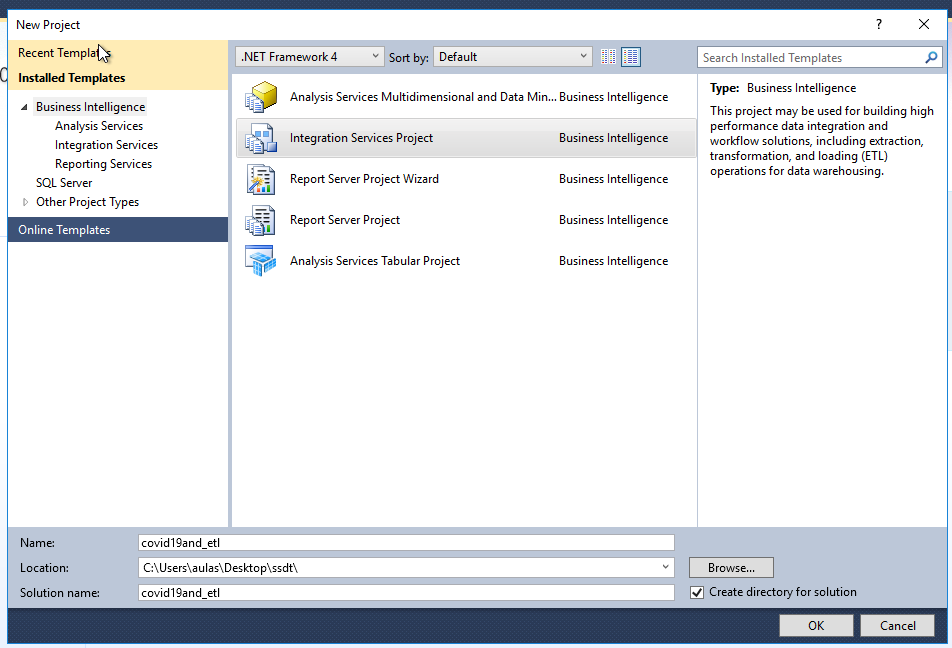 New Project
?
Recent Templates
Installed Templates
Business Intelligence
Analysis Services
Integration Services
Reporting Services
SQL Server
Other Project Types
Online Templates
.NET Framework 4
Sort by:
Default
Analysis Services Multidimensional and Data Min... Business Intelligence
Integration Services Project Business Intelligence
Report Server Project Wizard Business Intelligence
Report Server Project Business Intelligence
Analysis Services Tabular Project Business Intelligence
Search Installed Templates
Type: Business Intelligence
This project may be used for building high
performance data integration and
workflow solutions, including extraction,
transformation, and loading (ETL)
operations for data warehousing.
Name: covid19and_etl
Location: C:\Users\aulas\Desktop\ssdt\
Browse...
Solution name: covid19and_etl
Create directory for solution
OK Cancel